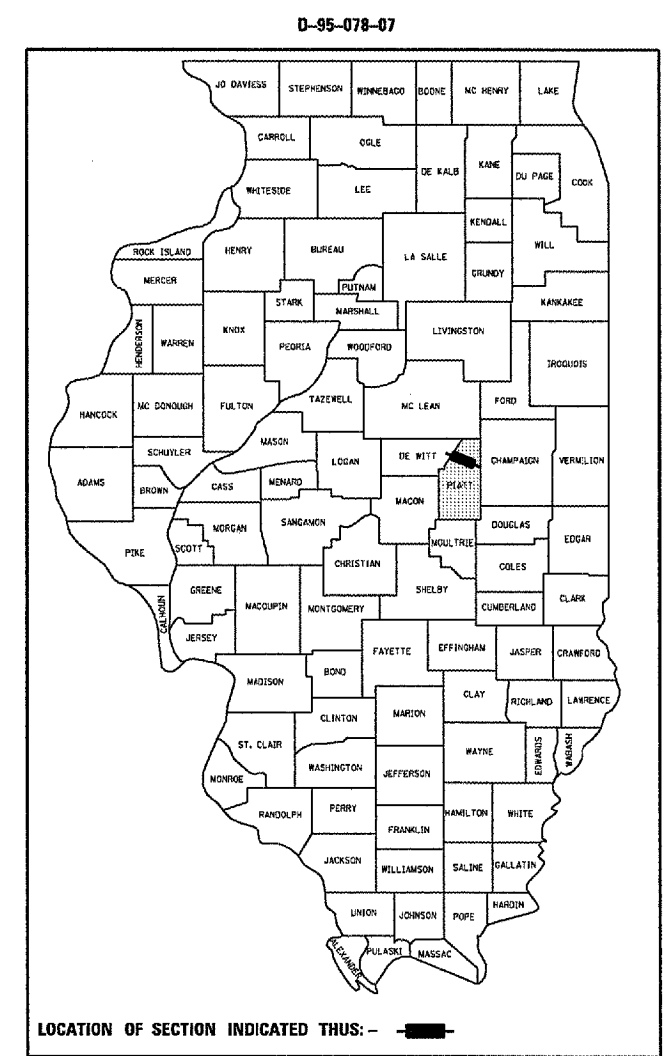 D-95-078-07
JO DAVIESS STEPHENSON WINNEBAGO BOONE MC HENRY LAKE
CARROLL OGLE DE KALB KANE DU PAGE COOK
WHITESIDE LEE
KENDALL WILL
ROCK ISLAND HENRY BUREAU LA SALLE GRUNDY
MERCER PUTNAM KANKAKEE
STARK MARSHALL LIVINGSTON
HENDERSON WARREN KNOX PEORIA WOODFORD IROQUOIS
HANCOCK MC DONOUGH FULTON TAZEWELL MC LEAN FORD
SCHUYLER MASON
ADAMS BROWN CASS MENARD LOGAN DE WITT CHAMPAIGN VERMILION
PIATT
MORGAN SANGAMON MACON
PIKE SCOTT CHRISTIAN MOULTRIE DOUGLAS EDGAR
COLES
GREENE MACOUPIN MONTGOMERY SHELBY CUMBERLAND CLARK
CALHOUN JERSEY
FAYETTE EFFINGHAM JASPER CRAWFORD
MADISON BOND
CLAY RICHLAND LAWRENCE
CLINTON MARION
ST. CLAIR WAYNE EDWARDS WABASH
WASHINGTON JEFFERSON
MONROE
RANDOLPH PERRY HAMILTON WHITE
FRANKLIN
JACKSON WILLIAMSON SALINE GALLATIN
UNION JOHNSON POPE HARDIN
ALEXANDER PULASKI MASSAC
LOCATION OF SECTION INDICATED THUS: -